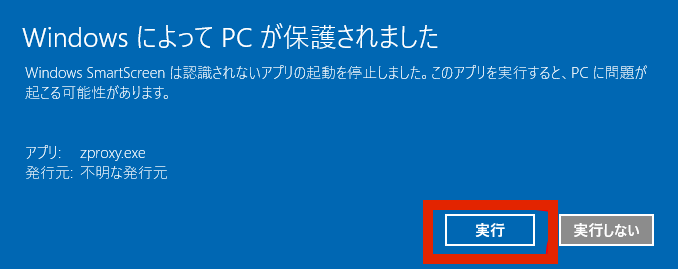 Windows によって PC が保護されました
Windows SmartScreen は認識されないアプリの起動を停止しました。このアプリを実行すると、PC に問題が
起こる可能性があります。
アプリ: zproxy.exe
発行元: 不明な発行元
実行 実行しない